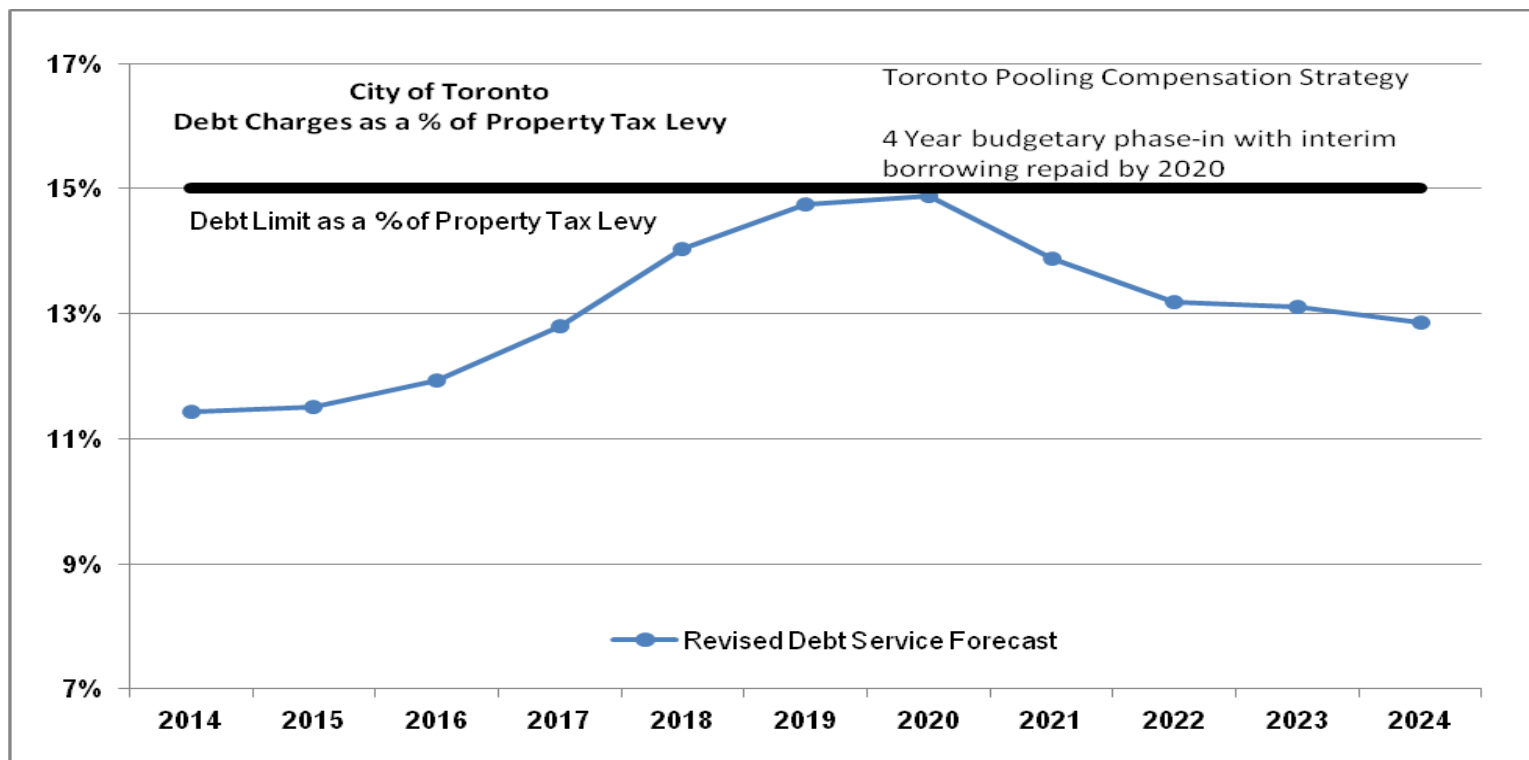 17%
City of Toronto
Debt Charges as a % of Property Tax Levy
Toronto Pooling Compensation Strategy
4 Year budgetary phase-in with interim
borrowing repaid by 2020
15%
Debt Limit as a % of Property Tax Levy
13%
11%
9%
Revised Debt Service Forecast
7%
2014 2015 2016 2017 2018 2019 2020 2021 2022 2023 2024